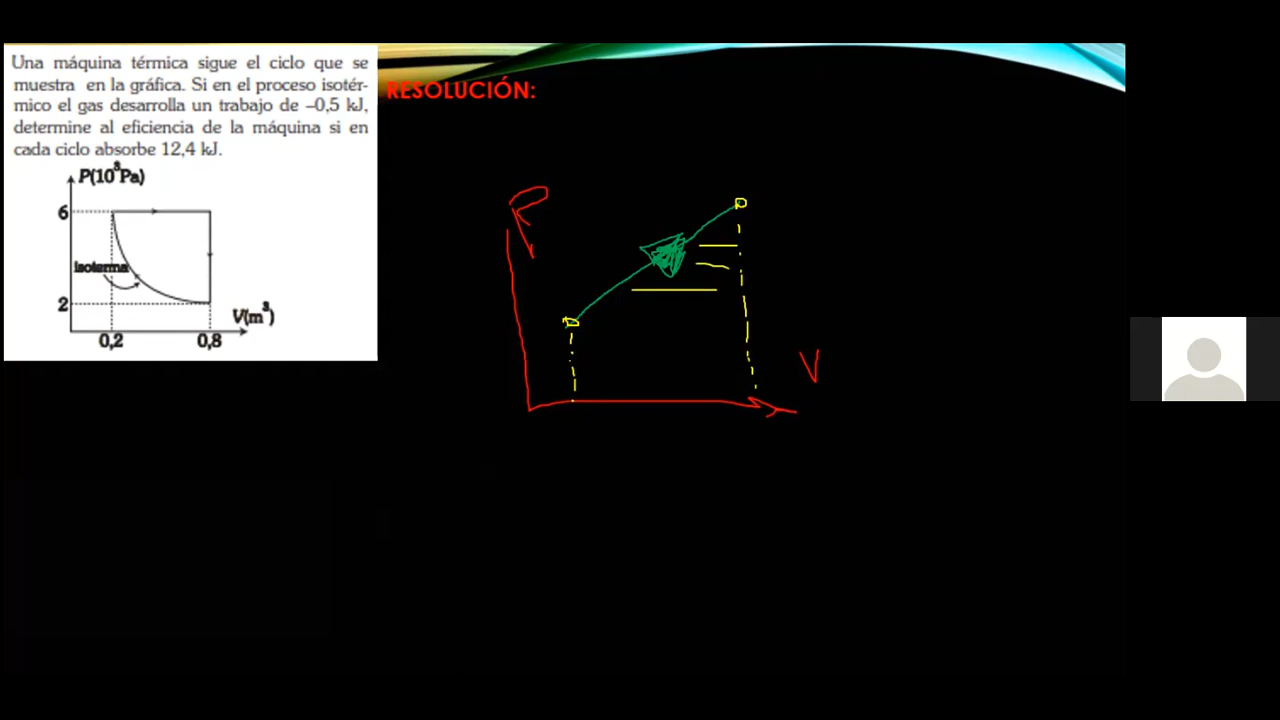 Una máquina térmica sigue el ciclo que se
muestra en la gráfica. Si en el proceso isotér-
mico el gas desarrolla un trabajo de –0,5 kJ,
determine al eficiencia de la máquina si en
cada ciclo absorbe 12,4 kJ.
P(10³Pa)
6
isoterma
2
V(m³)
0,2
0,8
RESOLUCIÓN:
P
V